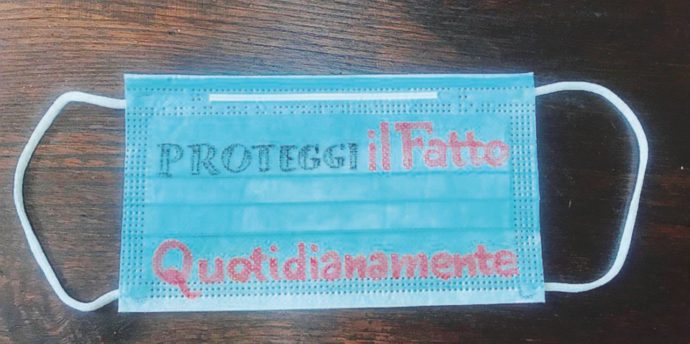 PROTEGGI il Fatto
Quotidianamente